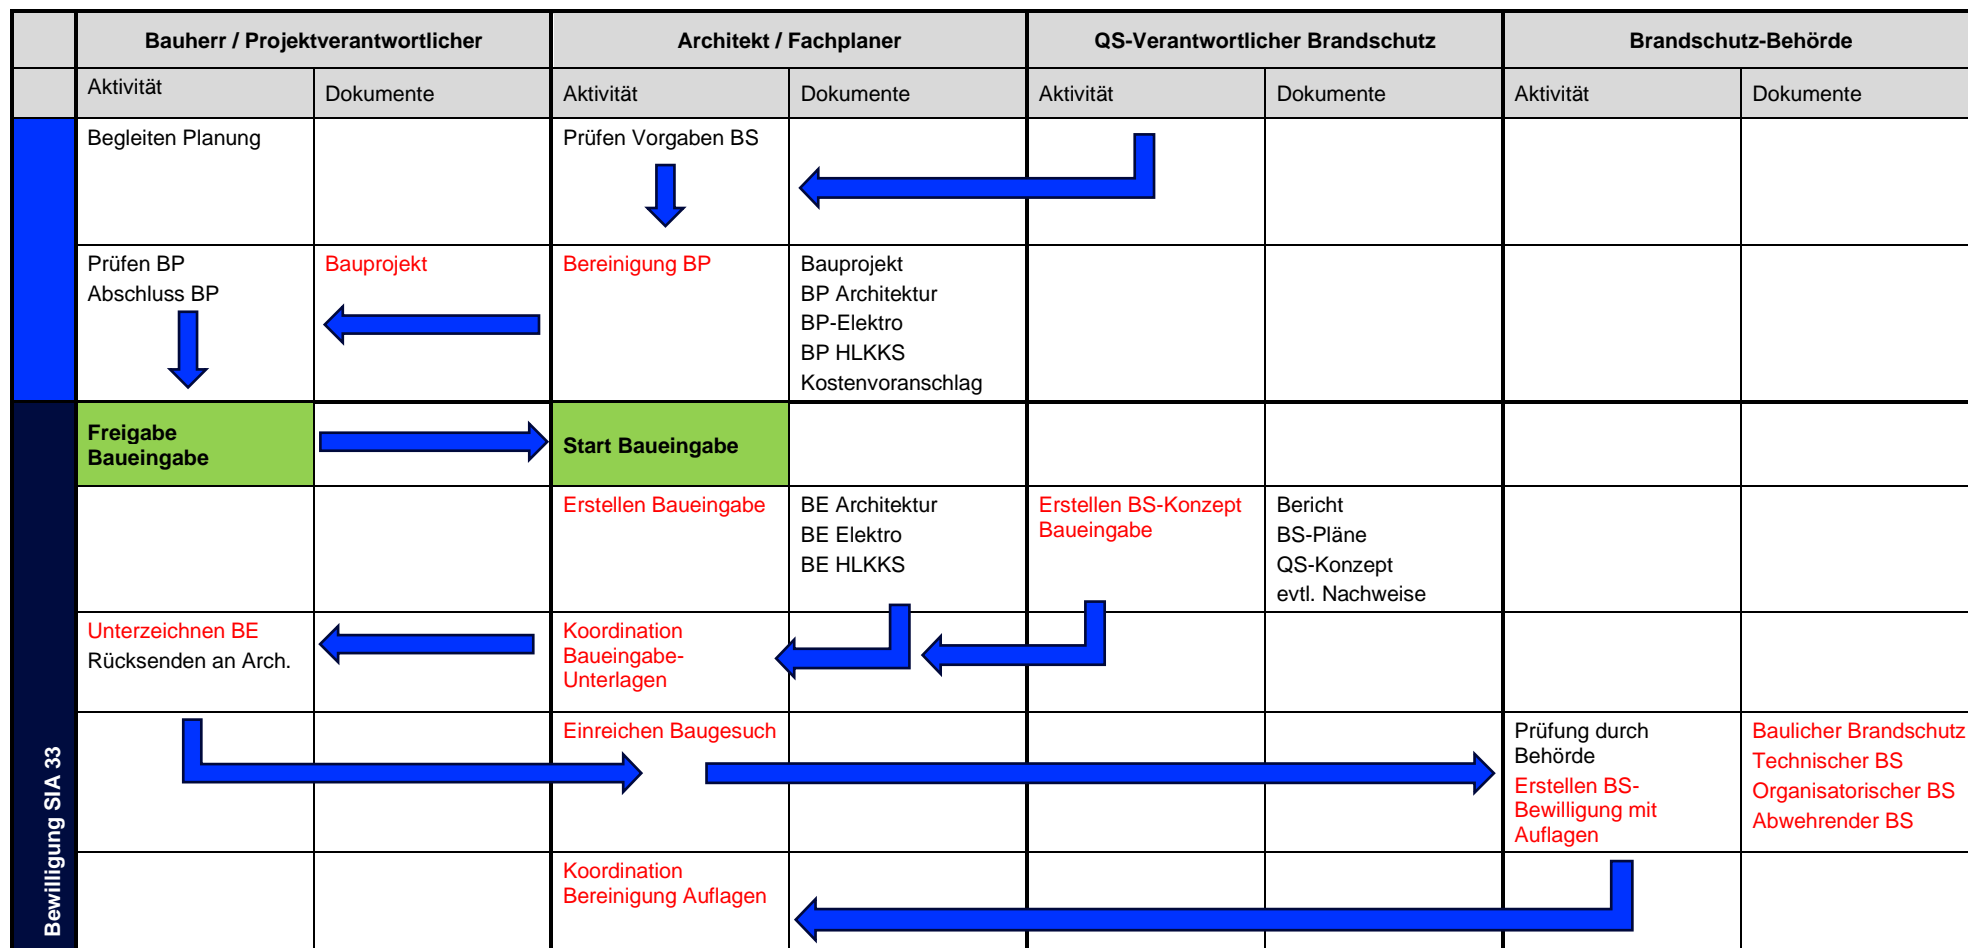 Bauherr / Projektverantwortlicher
Architekt / Fachplaner
QS-Verantwortlicher Brandschutz
Brandschutz-Behörde
Aktivität
Dokumente
Aktivität
Dokumente
Aktivität
Dokumente
Aktivität
Dokumente
Begleiten Planung
Prüfen Vorgaben BS
Prüfen BP
Abschluss BP
Bauprojekt
Bereinigung BP
Bauprojekt
BP Architektur
BP-Elektro
BP HLKKS
Kostenvoranschlag
Bewilligung SIA 33
Freigabe
Baueingabe
Start Baueingabe
Erstellen Baueingabe
BE Architektur
BE Elektro
BE HLKKS
Erstellen BS-Konzept
Baueingabe
Bericht
BS-Pläne
QS-Konzept
evtl. Nachweise
Unterzeichnen BE
Rücksenden an Arch.
Koordination
Baueingabe-
Unterlagen
Einreichen Baugesuch
Prüfung durch
Behörde
Erstellen BS-
Bewilligung mit
Auflagen
Baulicher Brandschutz
Technischer BS
Organisatorischer BS
Abwehrender BS
Koordination
Bereinigung Auflagen